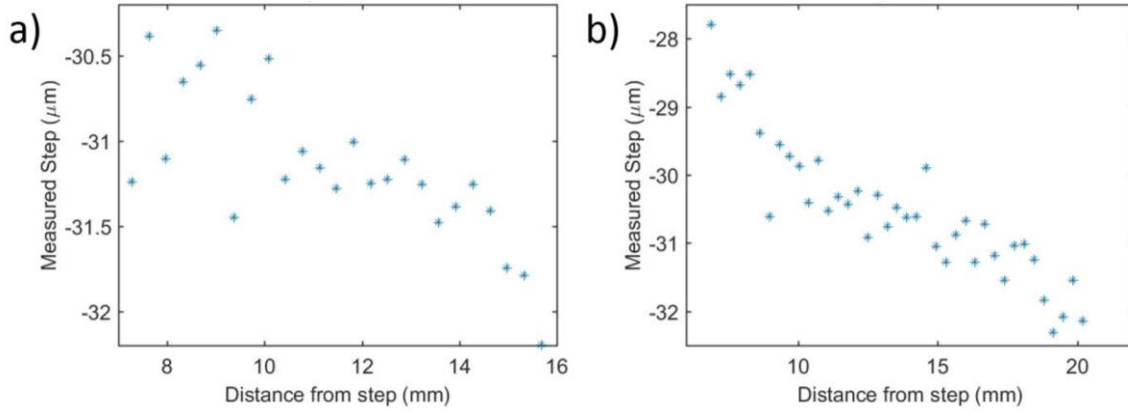 a)
Measured Step (μm)
-30.5
-31
-31.5
-32
8 10 12 14 16
Distance from step (mm)
b)
Measured Step (μm)
-28
-29
-30
-31
-32
10 15 20
Distance from step (mm)